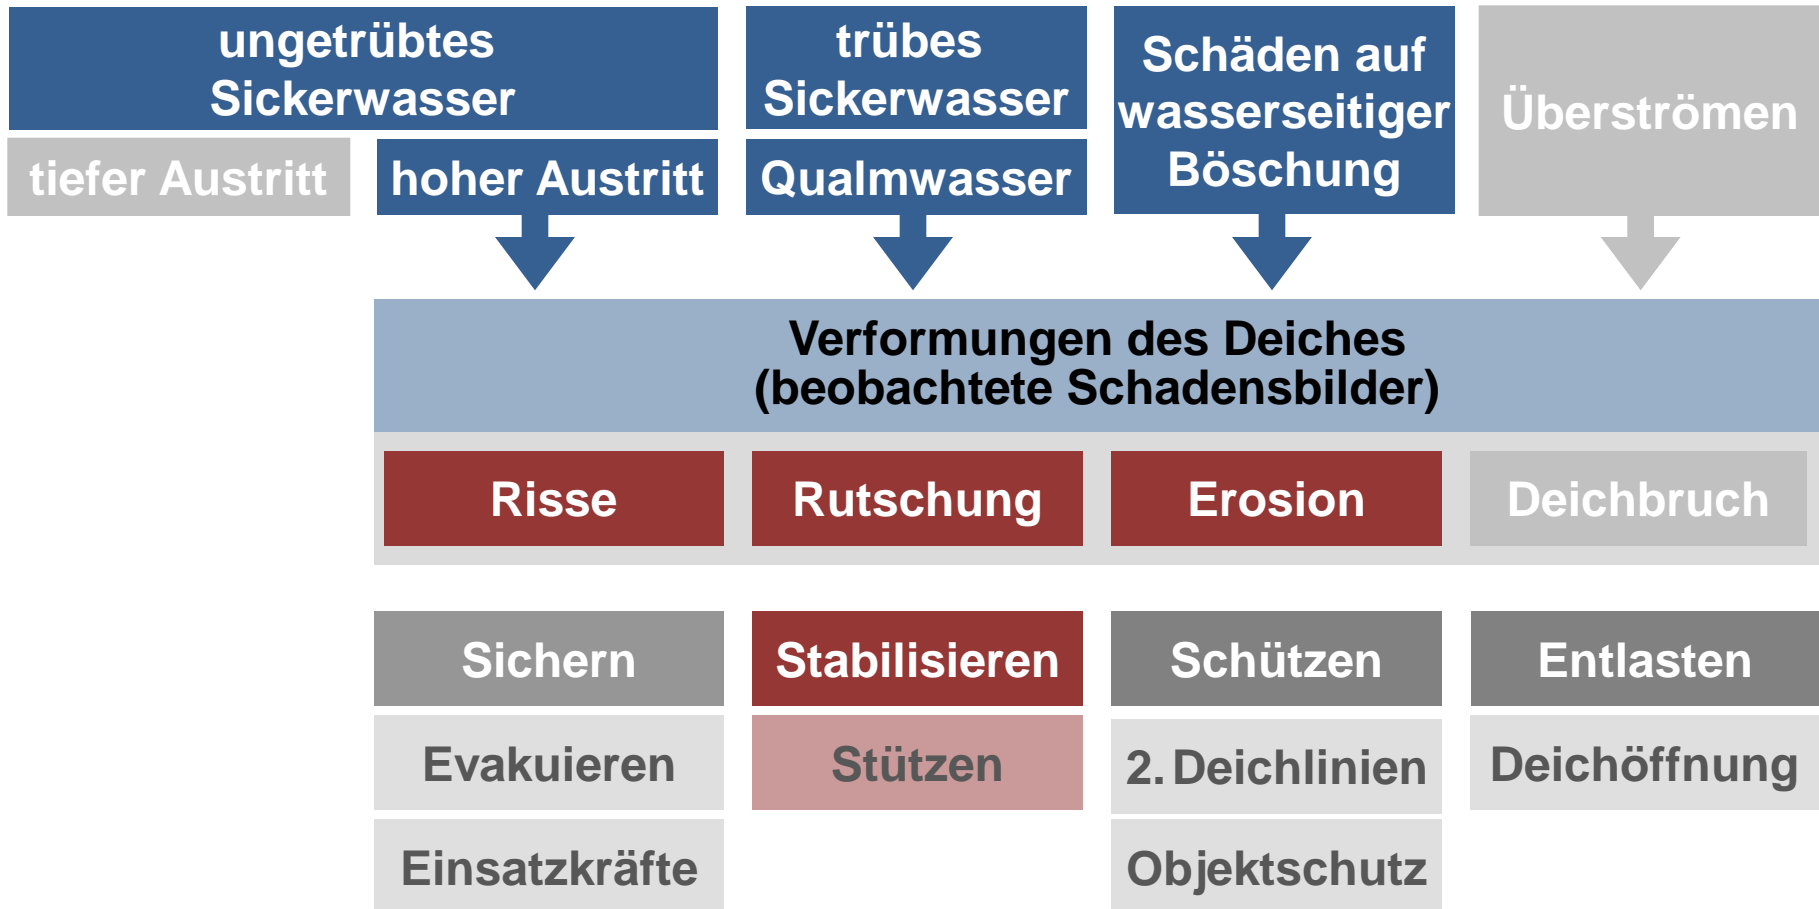 ungetrübtes
Sickerwasser
trübes
Sickerwasser
Schäden auf
wasserseitiger
Böschung
Überströmen
tiefer Austritt
hoher Austritt
Qualmwasser
Verformungen des Deiches
(beobachtete Schadensbilder)
Risse
Rutschung
Erosion
Deichbruch
Sichern
Stabilisieren
Schützen
Entlasten
Evakuieren
Stützen
2. Deichlinien
Deichöffnung
Einsatzkräfte
Objektschutz